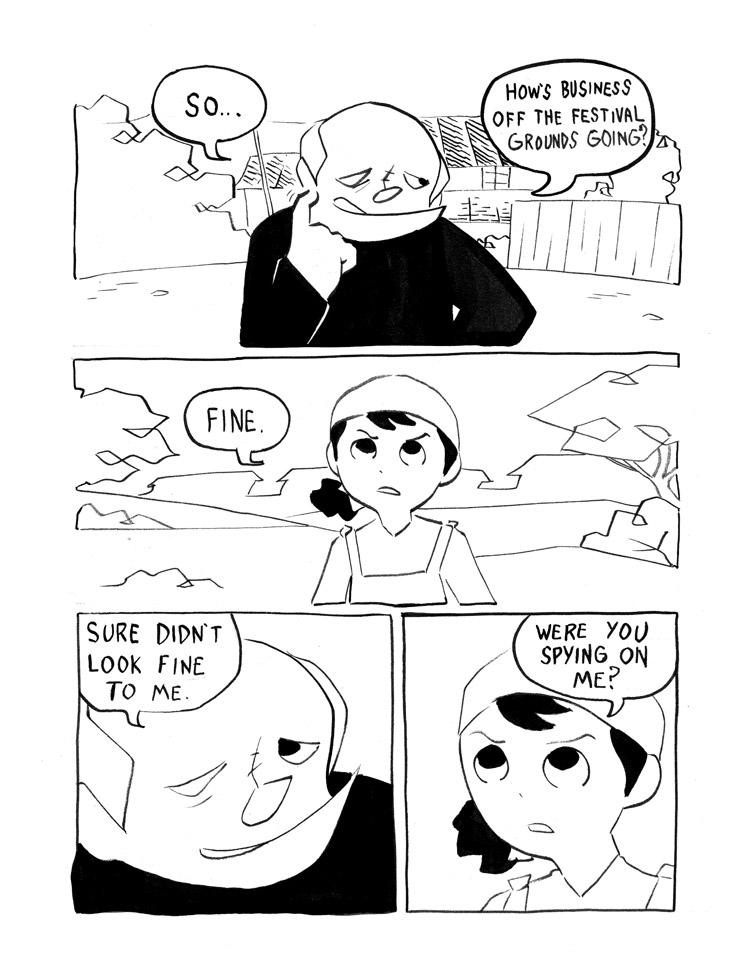 SO...
HOW'S BUSINESS
OFF THE FESTIVAL
GROUNDS GOING?
FINE.
SURE DIDN'T
LOOK FINE
TO ME.
WERE YOU
SPYING ON
ME?